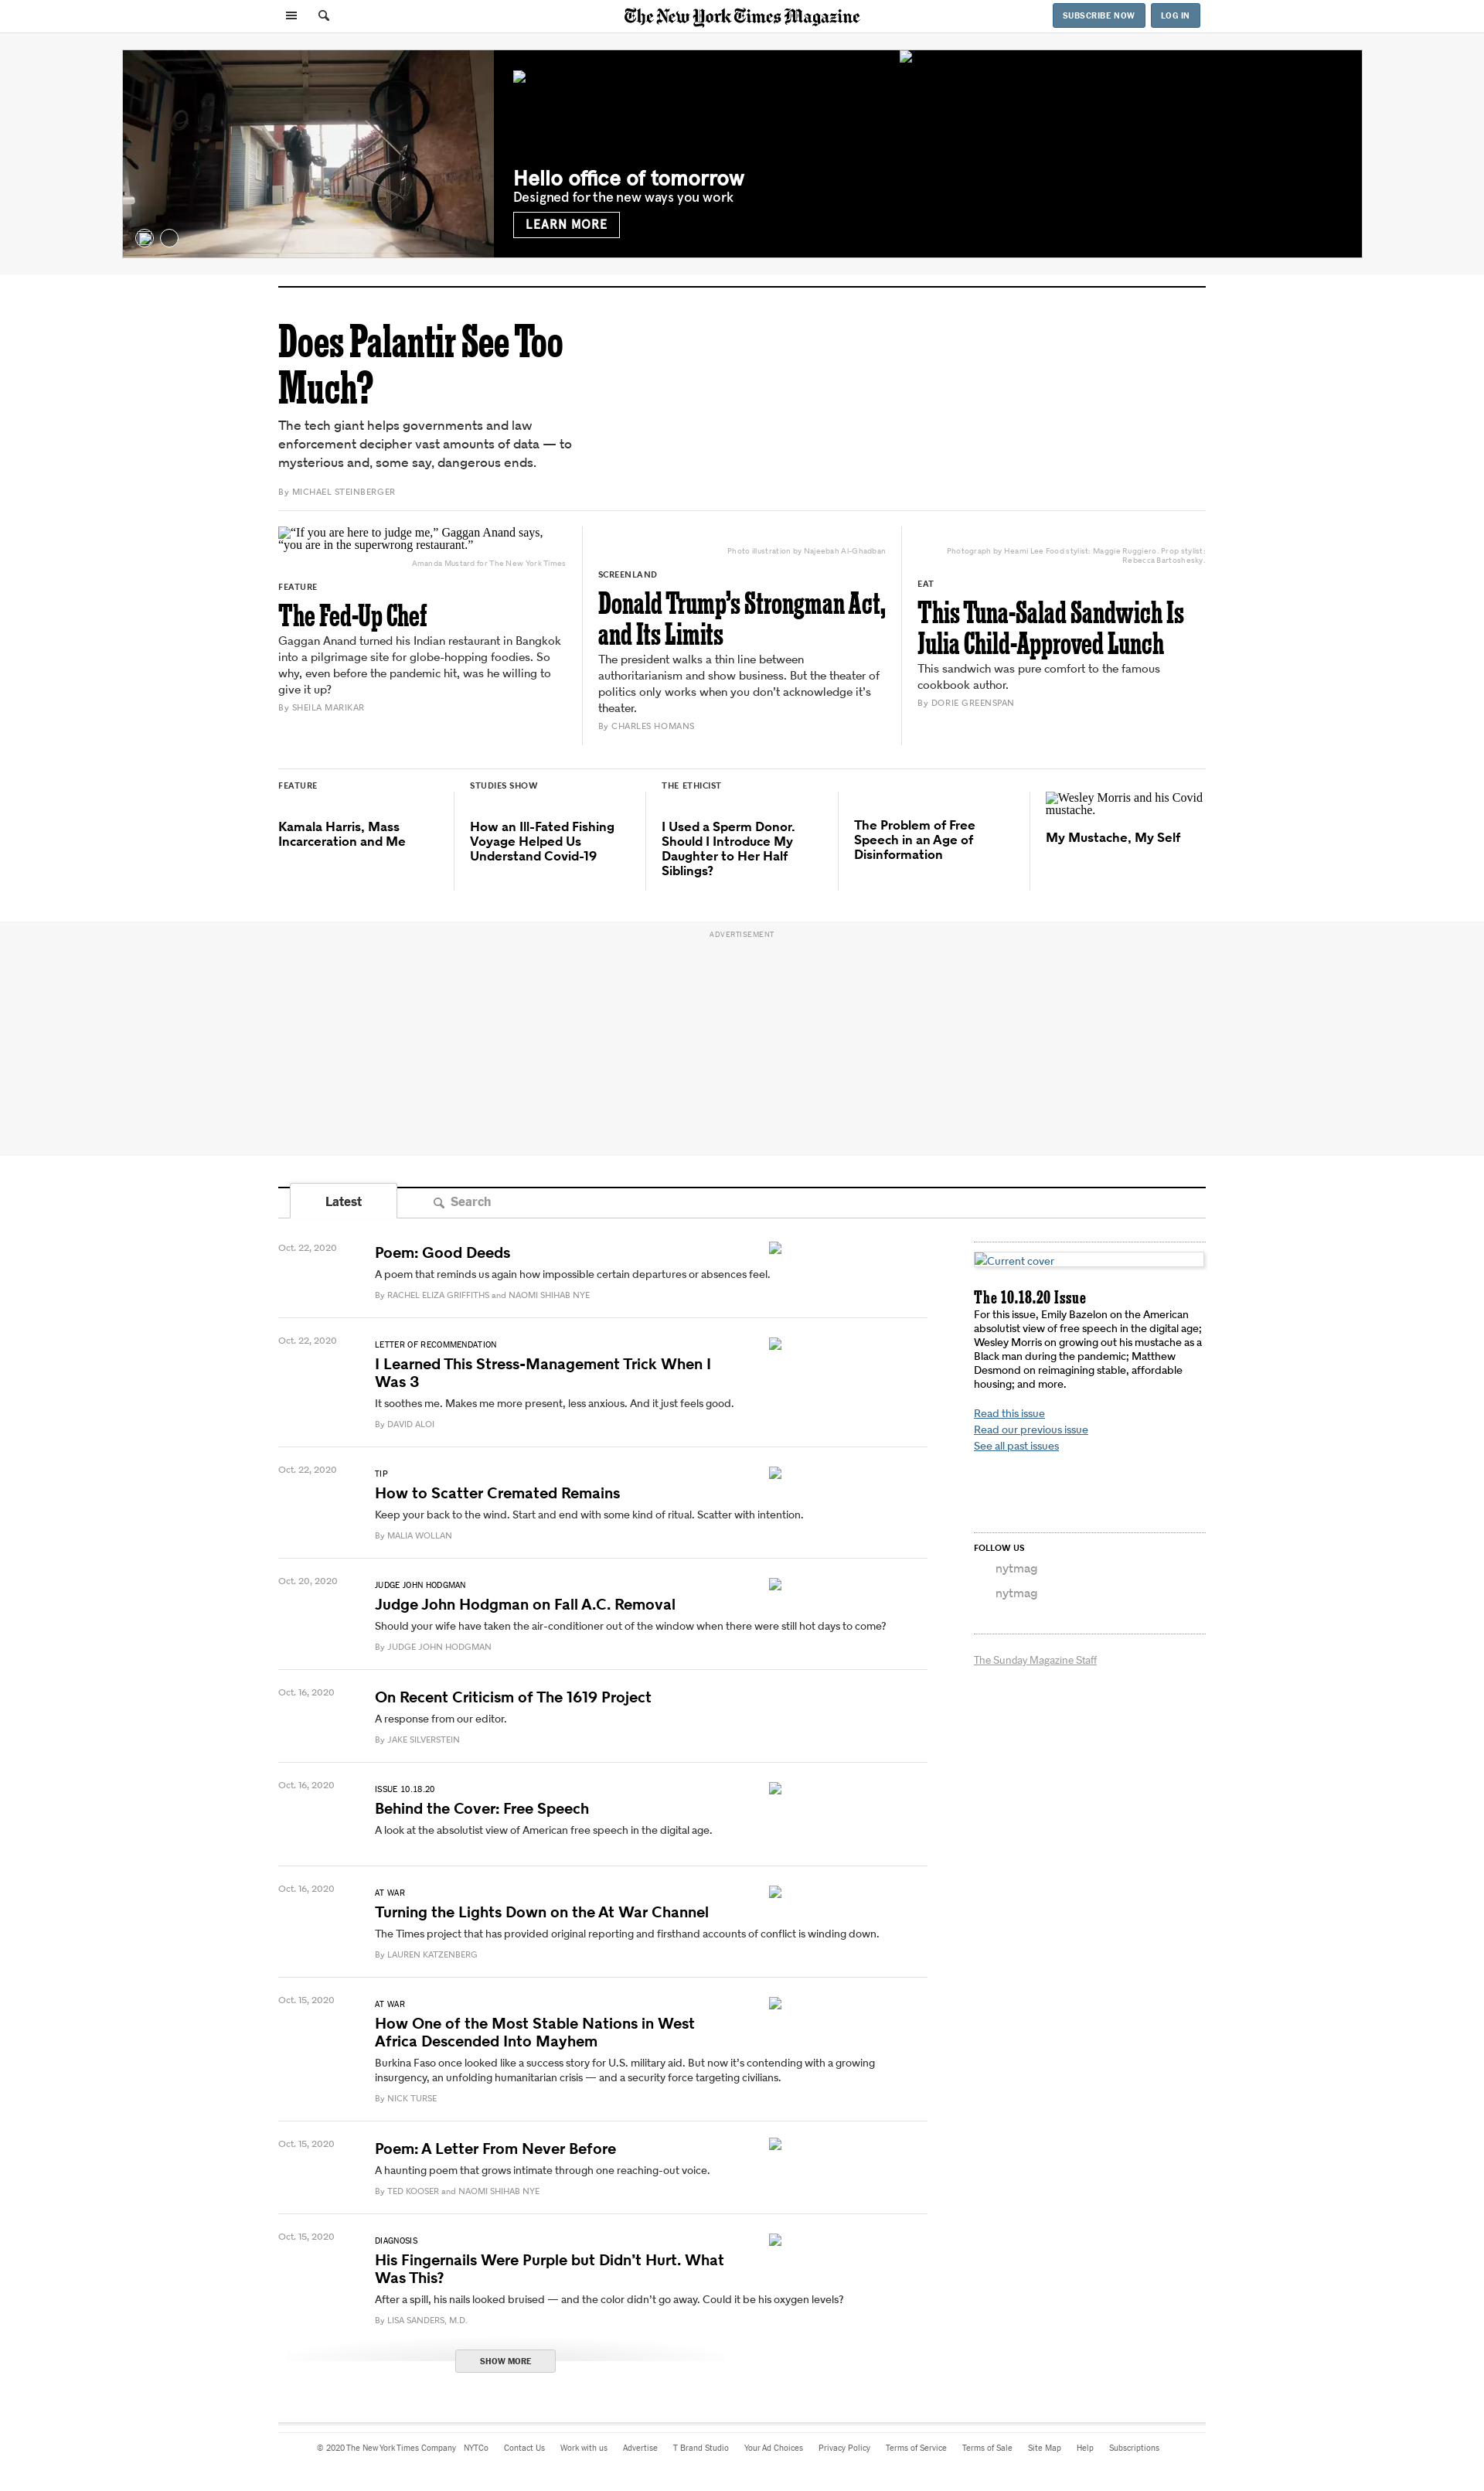 The New York Times Magazine
SUBSCRIBE NOW
LOG IN
Hello office of tomorrow
Designed for the new ways you work
LEARN MORE
Does Palantir See Too
Much?
The tech giant helps governments and law
enforcement decipher vast amounts of data — to
mysterious and, some say, dangerous ends.
By MICHAEL STEINBERGER
“If you are here to judge me,” Gaggan Anand says,
“you are in the superwrong restaurant.”
Amanda Mustard for The New York Times
FEATURE
The Fed-Up Chef
Gaggan Anand turned his Indian restaurant in Bangkok
into a pilgrimage site for globe-hopping foodies. So
why, even before the pandemic hit, was he willing to
give it up?
By SHEILA MARIKAR
Photo illustration by Najeebah Al-Ghadban
SCREENLAND
Donald Trump’s Strongman Act,
and Its Limits
The president walks a thin line between
authoritarianism and show business. But the theater of
politics only works when you don’t acknowledge it’s
theater.
By CHARLES HOMANS
Photograph by Heami Lee Food stylist: Maggie Ruggiero. Prop stylist:
Rebecca Bartoshesky.
EAT
This Tuna-Salad Sandwich Is
Julia Child-Approved Lunch
This sandwich was pure comfort to the famous
cookbook author.
By DORIE GREENSPAN
FEATURE
Kamala Harris, Mass
Incarceration and Me
STUDIES SHOW
How an Ill-Fated Fishing
Voyage Helped Us
Understand Covid-19
THE ETHICIST
I Used a Sperm Donor.
Should I Introduce My
Daughter to Her Half
Siblings?
The Problem of Free
Speech in an Age of
Disinformation
Wesley Morris and his Covid
mustache.
My Mustache, My Self
ADVERTISEMENT
Latest
Search
Oct. 22, 2020
Poem: Good Deeds
A poem that reminds us again how impossible certain departures or absences feel.
By RACHEL ELIZA GRIFFITHS and NAOMI SHIHAB NYE
Oct. 22, 2020
LETTER OF RECOMMENDATION
I Learned This Stress-Management Trick When I
Was 3
It soothes me. Makes me more present, less anxious. And it just feels good.
By DAVID ALOI
Oct. 22, 2020
TIP
How to Scatter Cremated Remains
Keep your back to the wind. Start and end with some kind of ritual. Scatter with intention.
By MALIA WOLLAN
Oct. 20, 2020
JUDGE JOHN HODGMAN
Judge John Hodgman on Fall A.C. Removal
Should your wife have taken the air-conditioner out of the window when there were still hot days to come?
By JUDGE JOHN HODGMAN
Oct. 16, 2020
On Recent Criticism of The 1619 Project
A response from our editor.
By JAKE SILVERSTEIN
Oct. 16, 2020
ISSUE 10.18.20
Behind the Cover: Free Speech
A look at the absolutist view of American free speech in the digital age.
Oct. 16, 2020
AT WAR
Turning the Lights Down on the At War Channel
The Times project that has provided original reporting and firsthand accounts of conflict is winding down.
By LAUREN KATZENBERG
Oct. 15, 2020
AT WAR
How One of the Most Stable Nations in West
Africa Descended Into Mayhem
Burkina Faso once looked like a success story for U.S. military aid. But now it’s contending with a growing
insurgency, an unfolding humanitarian crisis — and a security force targeting civilians.
By NICK TURSE
Oct. 15, 2020
Poem: A Letter From Never Before
A haunting poem that grows intimate through one reaching-out voice.
By TED KOOSER and NAOMI SHIHAB NYE
Oct. 15, 2020
DIAGNOSIS
His Fingernails Were Purple but Didn’t Hurt. What
Was This?
After a spill, his nails looked bruised — and the color didn’t go away. Could it be his oxygen levels?
By LISA SANDERS, M.D.
SHOW MORE
Current cover
The 10.18.20 Issue
For this issue, Emily Bazelon on the American
absolutist view of free speech in the digital age;
Wesley Morris on growing out his mustache as a
Black man during the pandemic; Matthew
Desmond on reimagining stable, affordable
housing; and more.
Read this issue
Read our previous issue
See all past issues
FOLLOW US
nytmag
nytmag
The Sunday Magazine Staff
© 2020 The New York Times Company NYTCo Contact Us Work with us Advertise T Brand Studio Your Ad Choices Privacy Policy Terms of Service Terms of Sale Site Map Help Subscriptions